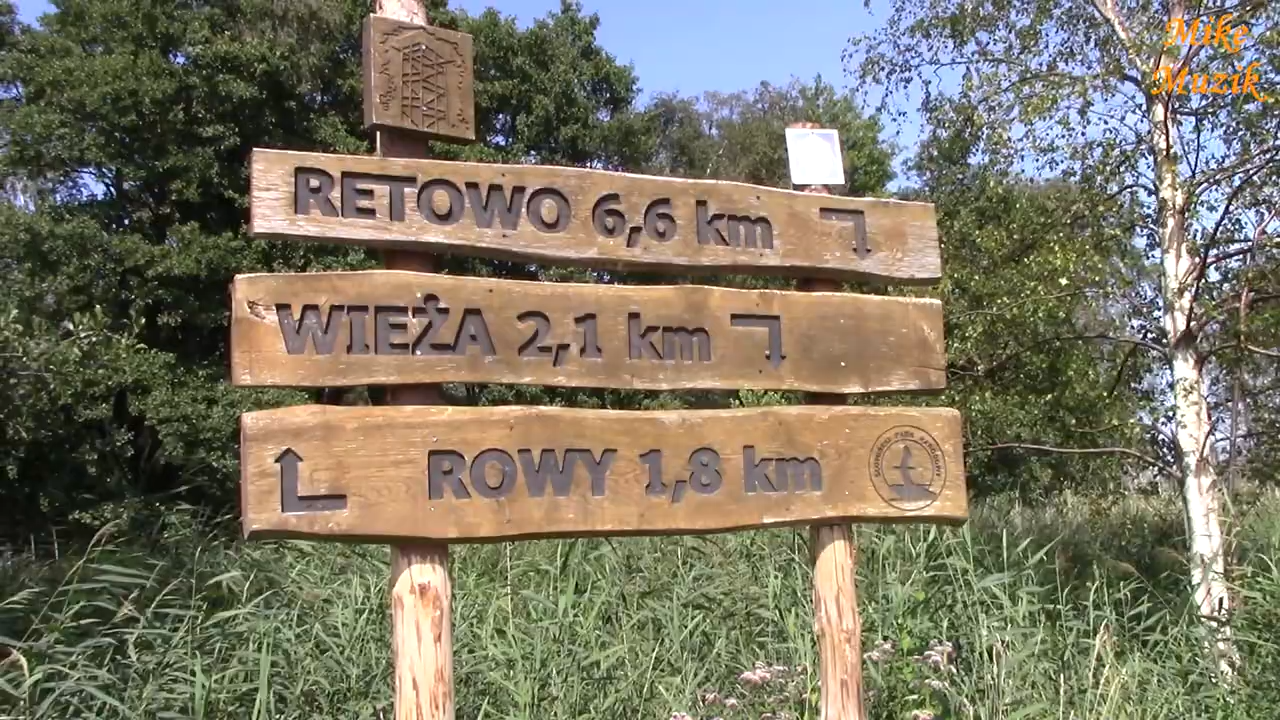 Mike
Muzik
RETOWO 6,6 km
WIEŻA 2,1 km
ROWY 1,8 km